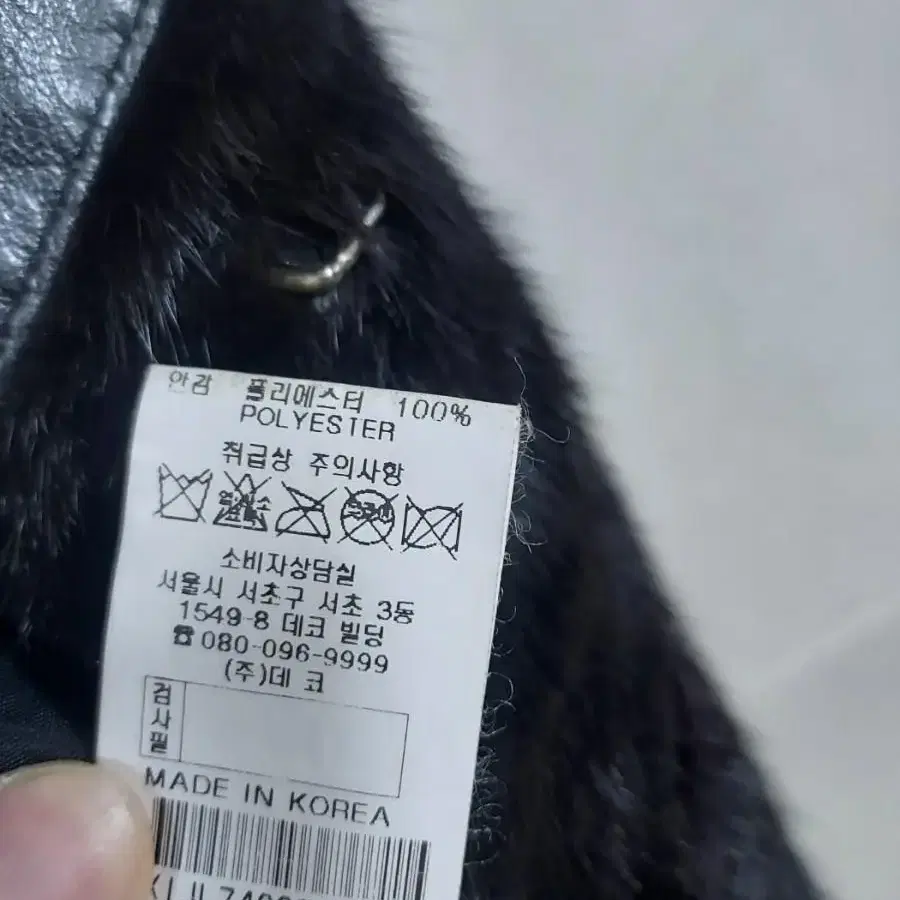 안감 폴리에스터 100%
POLYESTER
취급상 주의사항
소비자상담실
서울시 서초구 서초 3동
1549-8 데코 빌딩
☎080-096-9999
(주)데 코
검사필
MADE IN KOREA